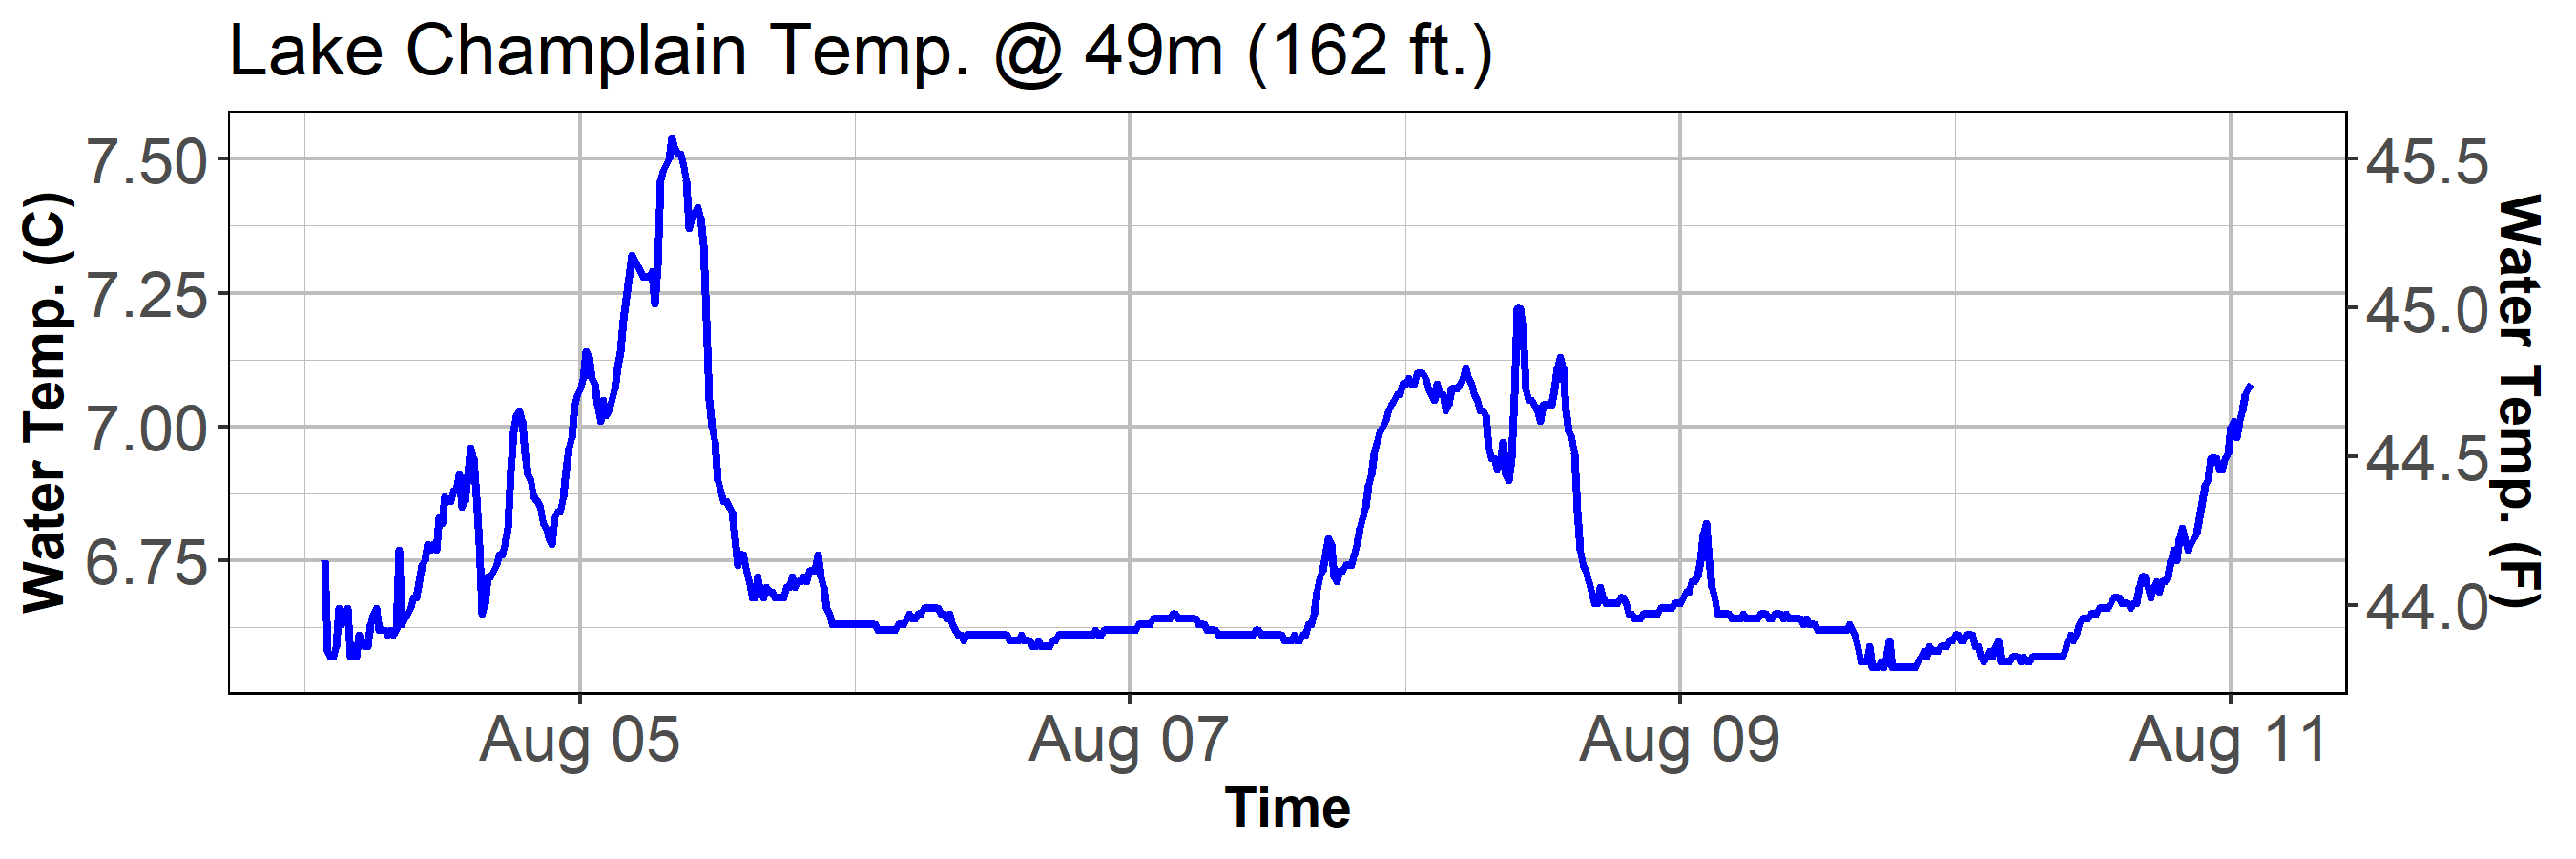 Lake Champlain Temp. @ 49m (162 ft.)
Water Temp. (C)
7.50
7.25
7.00
6.75
45.5
45.0
44.5
44.0
Water Temp. (F)
Aug 05 Aug 07 Aug 09 Aug 11
Time